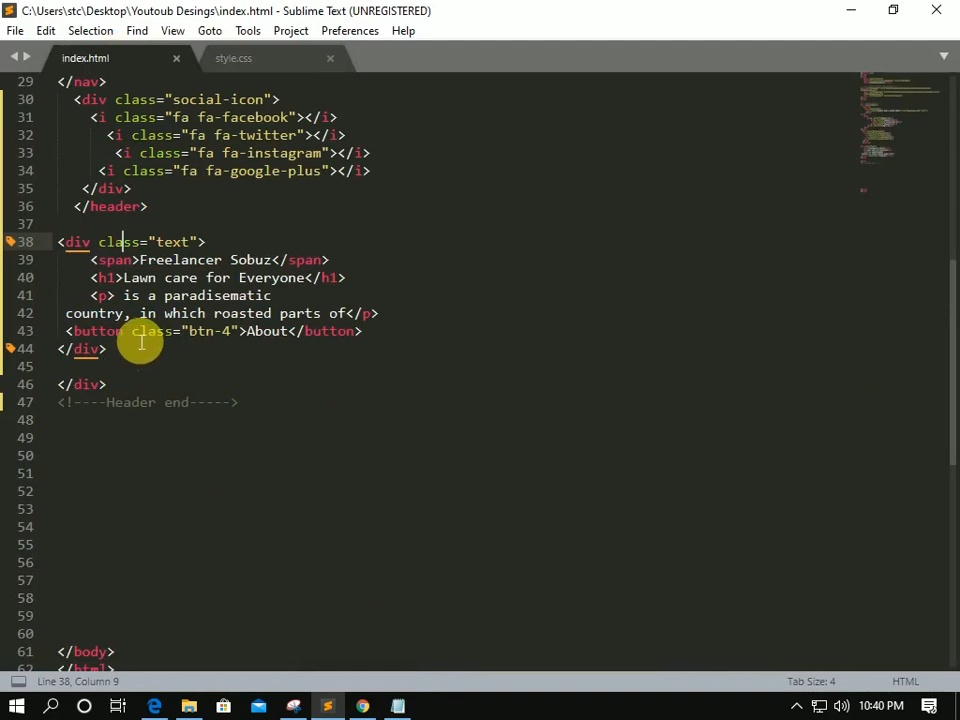 C:\Users\stc\Desktop\Youtoub Desings\index.html - Sublime Text (UNREGISTERED)
File Edit Selection Find View Goto Tools Project Preferences Help
index.html style.css
29 </nav>
30 <div class="social-icon">
31 <i class="fa fa-facebook"></i>
32 <i class="fa fa-twitter"></i>
33 <i class="fa fa-instagram"></i>
34 <i class="fa fa-google-plus"></i>
35 </div>
36 </header>
37
38 <div class="text">
39 <span>Freelancer Sobuz</span>
40 <h1>Lawn care for Everyone</h1>
41 <p> is a paradisematic
42 country, in which roasted parts of</p>
43 <button class="btn-4">About</button>
44 </div>
45
46 </div>
47 <!----Header end----->
48
49
50
51
52
53
54
55
56
57
58
59
60
61 </body>
62 </html>
Line 38, Column 9 Tab Size: 4 HTML
10:40 PM